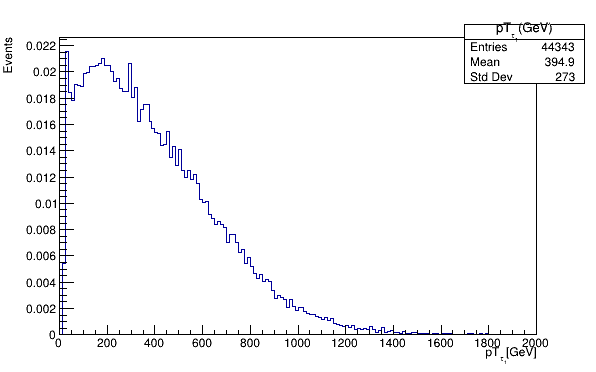 pT_τ₁(GeV)
Entries 44343
Mean 394.9
Std Dev 273
Events
0.022
0.02
0.018
0.016
0.014
0.012
0.01
0.008
0.006
0.004
0.002
0
0 200 400 600 800 1000 1200 1400 1600 1800 2000
pT_τ₁[GeV]